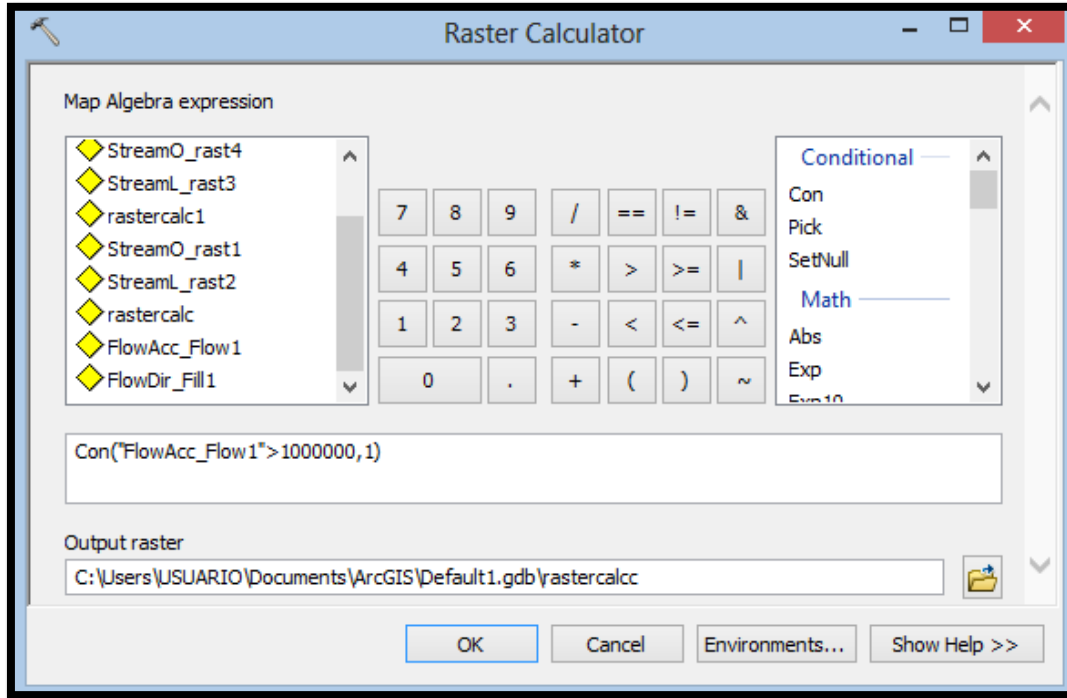 Raster Calculator
Map Algebra expression
StreamO_rast4
StreamL_rast3
rastercalc1
StreamO_rast1
StreamL_rast2
rastercalc
FlowAcc_Flow1
FlowDir_Fill1
7 8 9 / == != &
4 5 6 * > >= |
1 2 3 - < <= ^
0 . + ( ) ~
Conditional
Con
Pick
SetNull
Math
Abs
Exp
Exp10
Con("FlowAcc_Flow1">1000000,1)
Output raster
C:\Users\USUARIO\Documents\ArcGIS\Default1.gdb\rastercalcc
OK Cancel Environments... Show Help >>